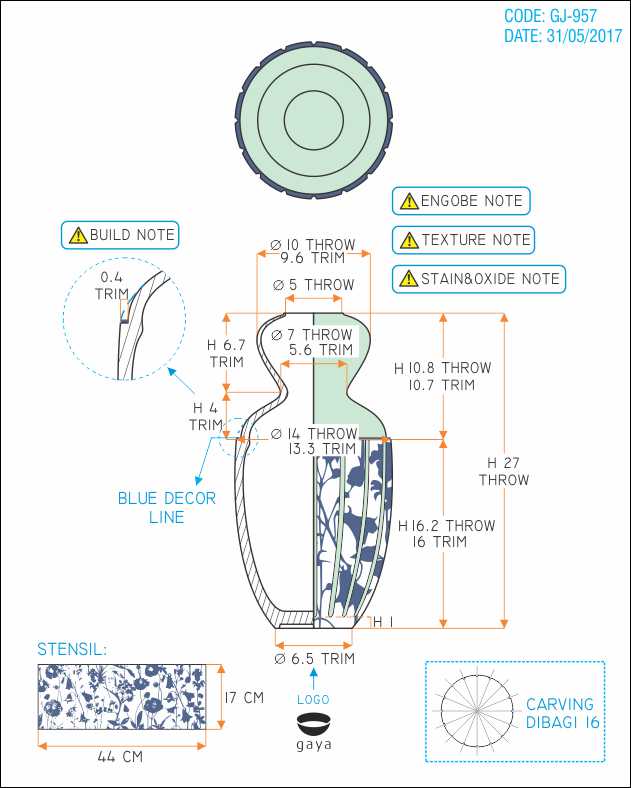 CODE: GJ-957
DATE: 31/05/2017
ENGOBE NOTE
BUILD NOTE
TEXTURE NOTE
STAIN&OXIDE NOTE
Ø 10 THROW
9.6 TRIM
0.4
TRIM
Ø 5 THROW
H 6.7
TRIM
Ø 7 THROW
5.6 TRIM
H 10.8 THROW
10.7 TRIM
H 4
TRIM
Ø 14 THROW
13.3 TRIM
H 27
THROW
BLUE DECOR
LINE
H 16.2 THROW
16 TRIM
H 1
STENSIL:
Ø 6.5 TRIM
17 CM
44 CM
LOGO
gaya
CARVING
DIBAGI 16